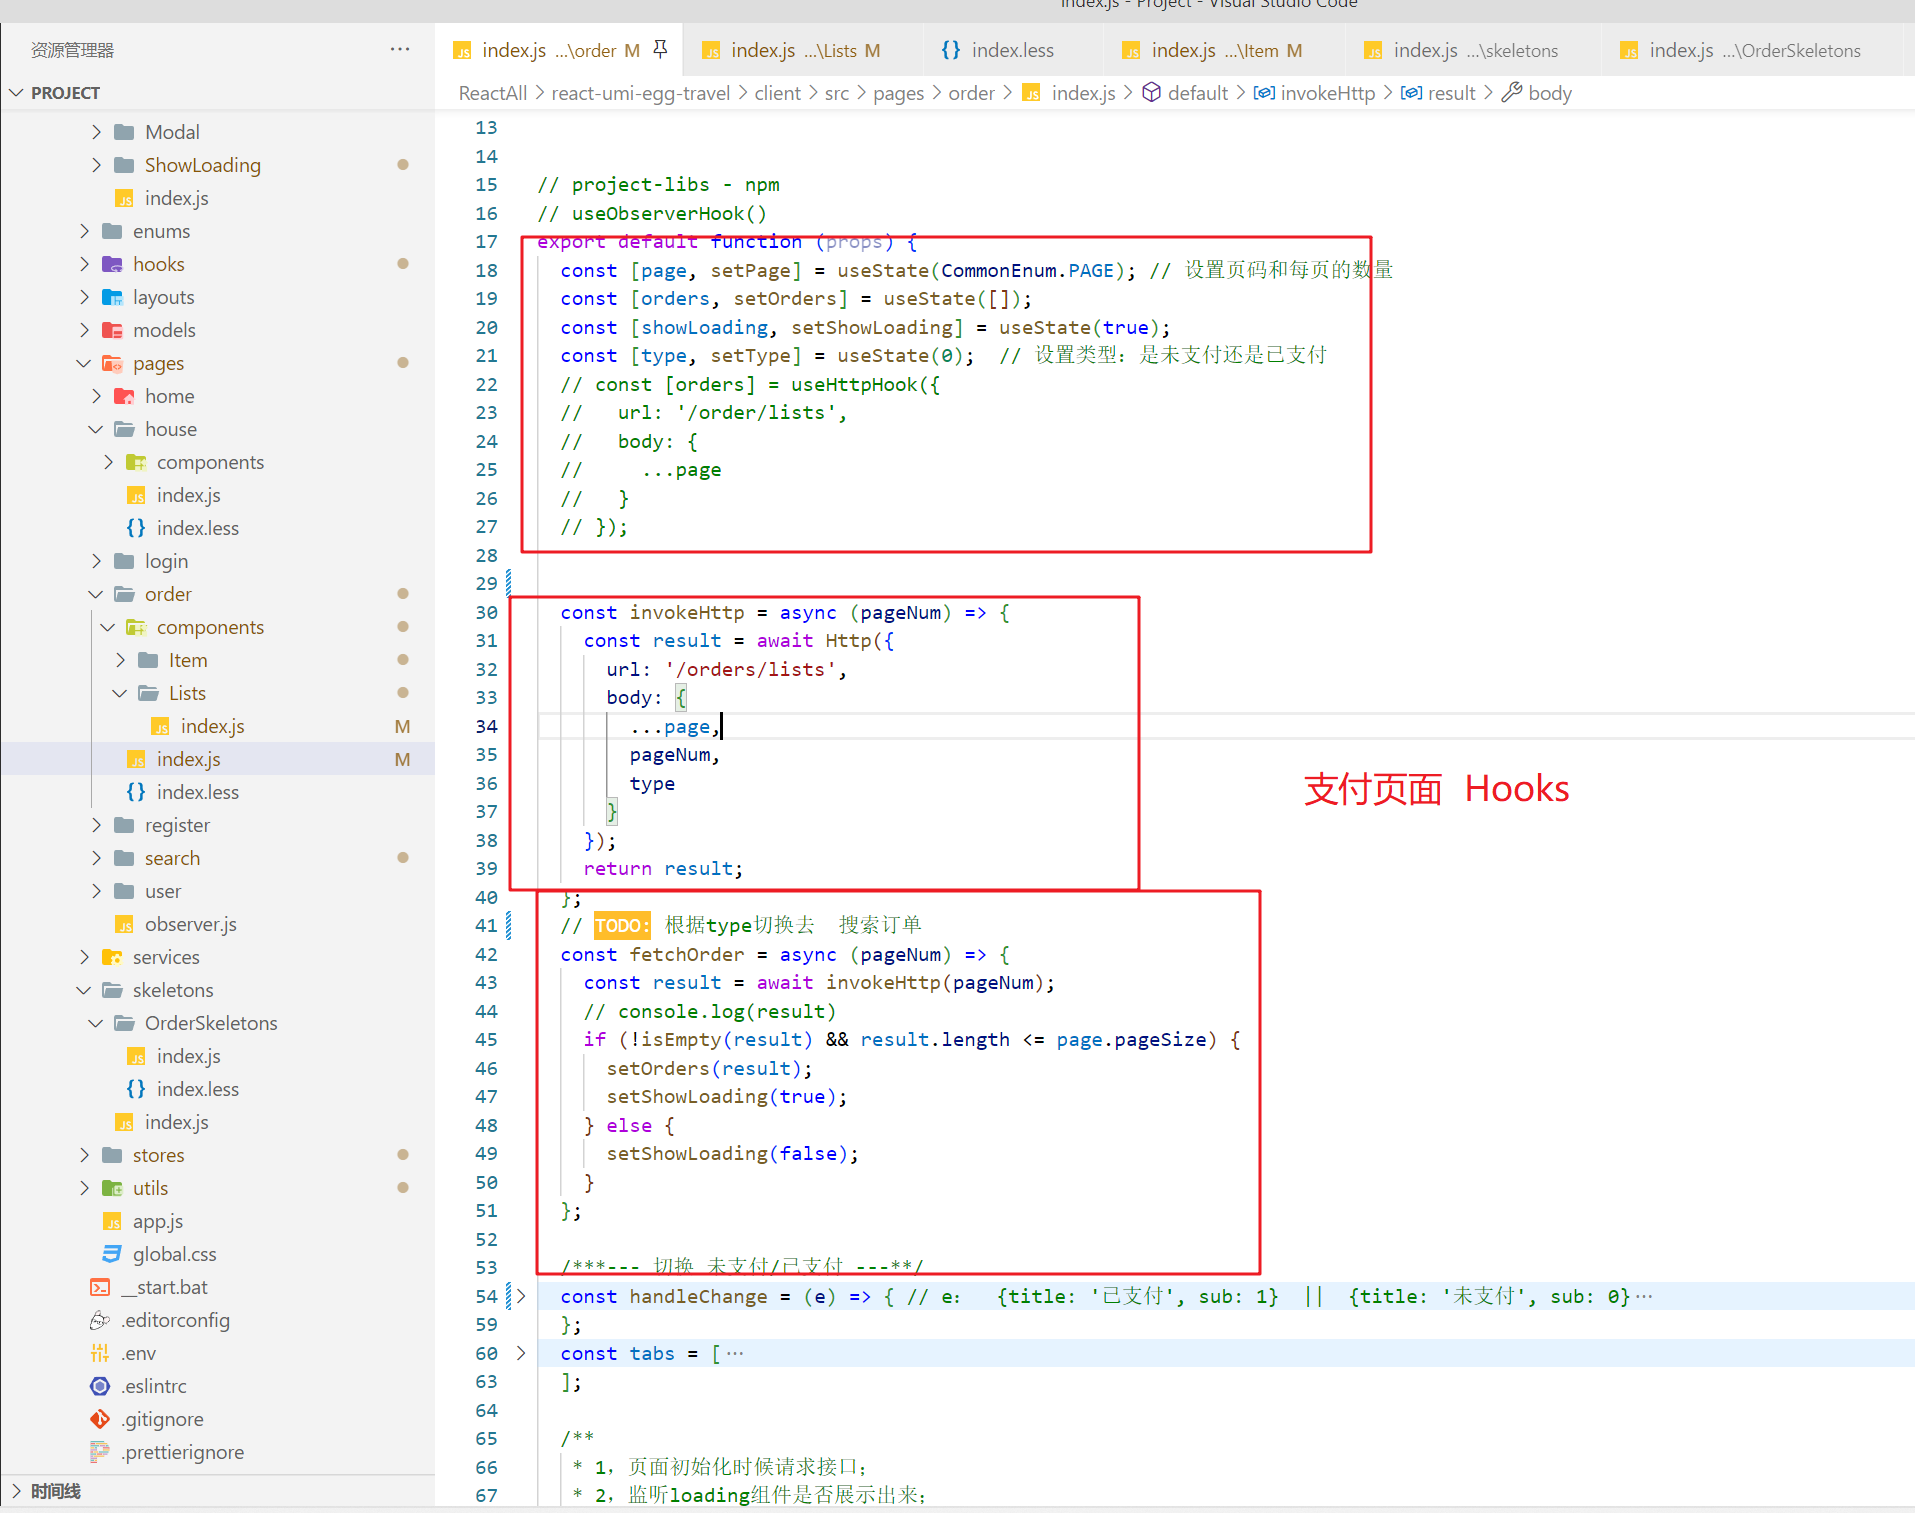 index.js - Project - Visual Studio Code
资源管理器 ···
index.js ...\order M
index.js ...\Lists M
index.less
index.js ...\Item M
index.js ...\skeletons
index.js ...\OrderSkeletons
PROJECT
ReactAll > react-umi-egg-travel > client > src > pages > order > index.js > default > invokeHttp > result > body
Modal
ShowLoading
index.js
enums
hooks
layouts
models
pages
home
house
components
index.js
index.less
login
order
components
Item
Lists
index.js M
index.js M
index.less
register
search
user
observer.js
services
skeletons
OrderSkeletons
index.js
index.less
index.js
stores
utils
app.js
global.css
__start.bat
.editorconfig
.env
.eslintrc
.gitignore
.prettierignore
时间线
13
14
15 // project-libs - npm
16 // useObserverHook()
17 export default function (props) {
18 const [page, setPage] = useState(CommonEnum.PAGE); // 设置页码和每页的数量
19 const [orders, setOrders] = useState([]);
20 const [showLoading, setShowLoading] = useState(true);
21 const [type, setType] = useState(0); // 设置类型：是未支付还是已支付
22 // const [orders] = useHttpHook({
23 // url: '/order/lists',
24 // body: {
25 // ...page
26 // }
27 // });
28
29
30 const invokeHttp = async (pageNum) => {
31 const result = await Http({
32 url: '/orders/lists',
33 body: {
34 ...page,
35 pageNum,
36 type
37 }
38 });
39 return result;
40 };
41 // TODO: 根据type切换去 搜索订单
42 const fetchOrder = async (pageNum) => {
43 const result = await invokeHttp(pageNum);
44 // console.log(result)
45 if (!isEmpty(result) && result.length <= page.pageSize) {
46 setOrders(result);
47 setShowLoading(true);
48 } else {
49 setShowLoading(false);
50 }
51 };
52
53 /***--- 切换 未支付/已支付 ---**/
54 const handleChange = (e) => { // e： {title: '已支付', sub: 1} || {title: '未支付', sub: 0}···
59 };
60 const tabs = [···
63 ];
64
65 /**
66 * 1，页面初始化时候请求接口；
67 * 2，监听loading组件是否展示出来；
支付页面 Hooks